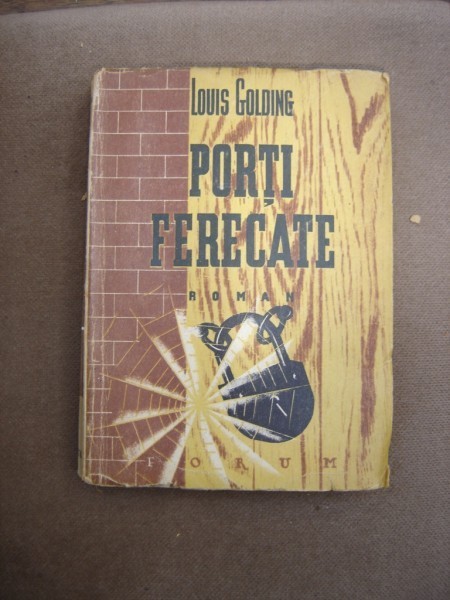 LOUIS GOLDING
PORȚI
FERECATE
ROMAN
FORUM